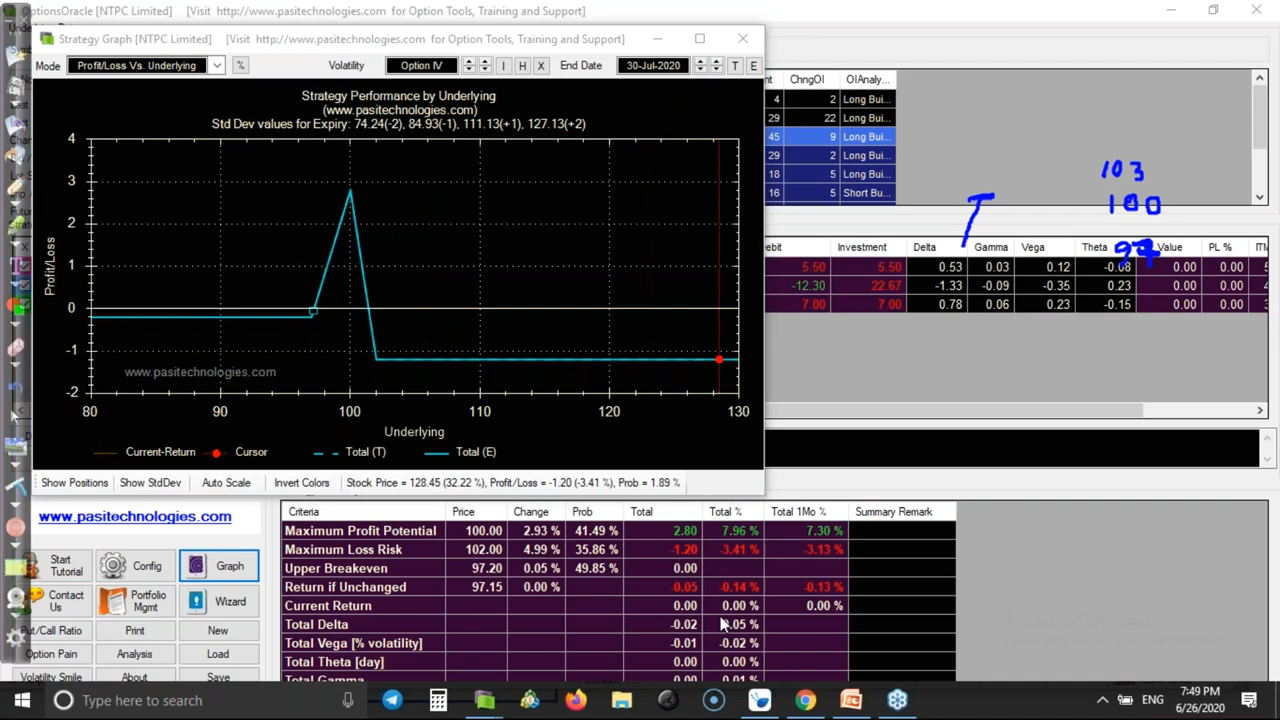 OptionsOracle [NTPC Limited] [Visit http://www.pasitechnologies.com for Option Tools, Training and Support]
Strategy Graph [NTPC Limited] [Visit http://www.pasitechnologies.com for Option Tools, Training and Support]
Mode Profit/Loss Vs. Underlying % Volatility Option IV I H X End Date 30-Jul-2020 T E
Strategy Performance by Underlying
(www.pasitechnologies.com)
Std Dev values for Expiry: 74.24(-2), 84.93(-1), 111.13(+1), 127.13(+2)
4
3
2
1
0
-1
-2
Profit/Loss
www.pasitechnologies.com
80 90 100 110 120 130
Underlying
Current-Return Cursor Total (T) Total (E)
Show Positions Show StdDev Auto Scale Invert Colors Stock Price = 128.45 (32.22 %), Profit/Loss = -1.20 (-3.41 %), Prob = 1.89 %
nt ChngOI OIAnaly...
4 2 Long Bui...
29 22 Long Bui...
45 9 Long Bui...
29 2 Long Bui...
18 5 Long Bui...
16 5 Short Bu...
103
100
97
T
ebit Investment Delta Gamma Vega Theta Value PL % ITM
5.50 5.50 0.53 0.03 0.12 -0.08 0.00 0.00
-12.30 22.67 -1.33 -0.09 -0.35 0.23 0.00 0.00
7.00 7.00 0.78 0.06 0.23 -0.15 0.00 0.00
www.pasitechnologies.com
Start Tutorial Config Graph
Contact Us Portfolio Mgmt Wizard
Put/Call Ratio Print New
Option Pain Analysis Load
Volatility Smile About Save
Criteria Price Change Prob Total Total % Total 1Mo % Summary Remark
Maximum Profit Potential 100.00 2.93 % 41.49 % 2.80 7.96 % 7.30 %
Maximum Loss Risk 102.00 4.99 % 35.86 % -1.20 -3.41 % -3.13 %
Upper Breakeven 97.20 0.05 % 49.85 % 0.00
Return if Unchanged 97.15 0.00 % -0.05 -0.14 % -0.13 %
Current Return 0.00 0.00 % 0.00 %
Total Delta -0.02 .05 %
Total Vega [% volatility] -0.01 -0.02 %
Total Theta [day] 0.00 0.00 %
Total Gamma 0.00 0.01 %
Type here to search
ENG
7:49 PM
6/26/2020